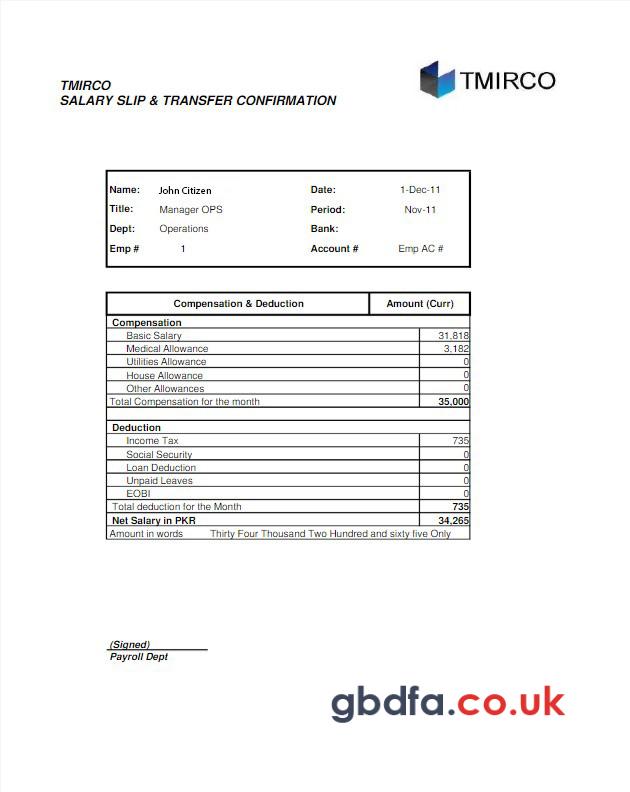 TMIRCO
TMIRCO
SALARY SLIP & TRANSFER CONFIRMATION
Name: John Citizen Date: 1-Dec-11
Title: Manager OPS Period: Nov-11
Dept: Operations Bank:
Emp # 1 Account # Emp AC #
Compensation & Deduction Amount (Curr)
Compensation
Basic Salary 31,818
Medical Allowance 3,182
Utilities Allowance 0
House Allowance 0
Other Allowances 0
Total Compensation for the month 35,000
Deduction
Income Tax 735
Social Security 0
Loan Deduction 0
Unpaid Leaves 0
EOBI 0
Total deduction for the Month 735
Net Salary in PKR 34,265
Amount in words Thirty Four Thousand Two Hundred and sixty five Only
(Signed)
Payroll Dept
gbdfa.co.uk